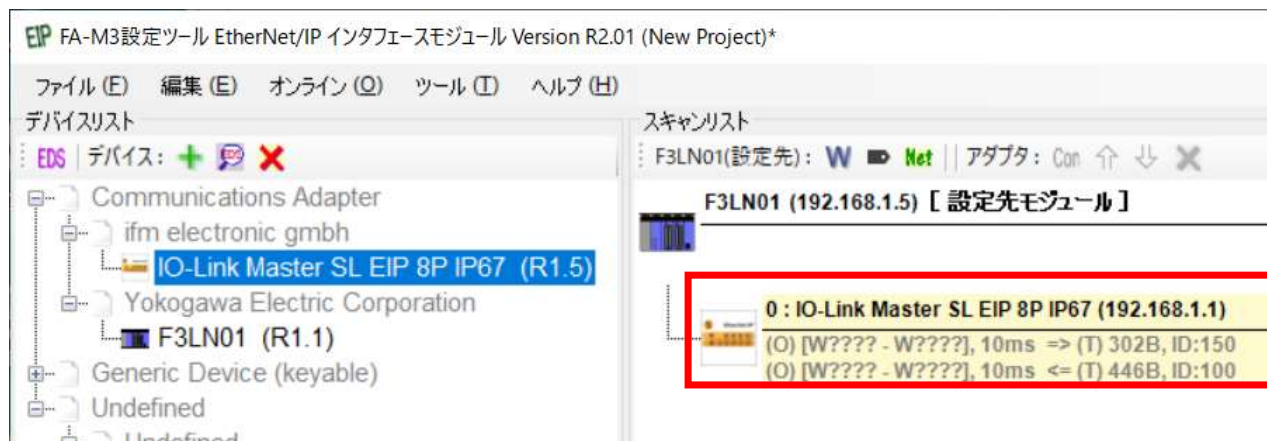 EIP FA-M3設定ツール EtherNet/IP インタフェースモジュール Version R2.01 (New Project)*
ファイル (F) 編集 (E) オンライン (O) ツール (T) ヘルプ (H)
デバイスリスト
EDS デバイス: EDS
Communications Adapter
ifm electronic gmbh
IO-Link Master SL EIP 8P IP67 (R1.5)
Yokogawa Electric Corporation
F3LN01 (R1.1)
Generic Device (keyable)
Undefined
Undefined
スキャンリスト
F3LN01(設定先): W Net アダプタ: Con
F3LN01 (192.168.1.5) [ 設定先モジュール ]
0 : IO-Link Master SL EIP 8P IP67 (192.168.1.1)
(O) [W???? - W????], 10ms => (T) 302B, ID:150
(O) [W???? - W????], 10ms <= (T) 446B, ID:100